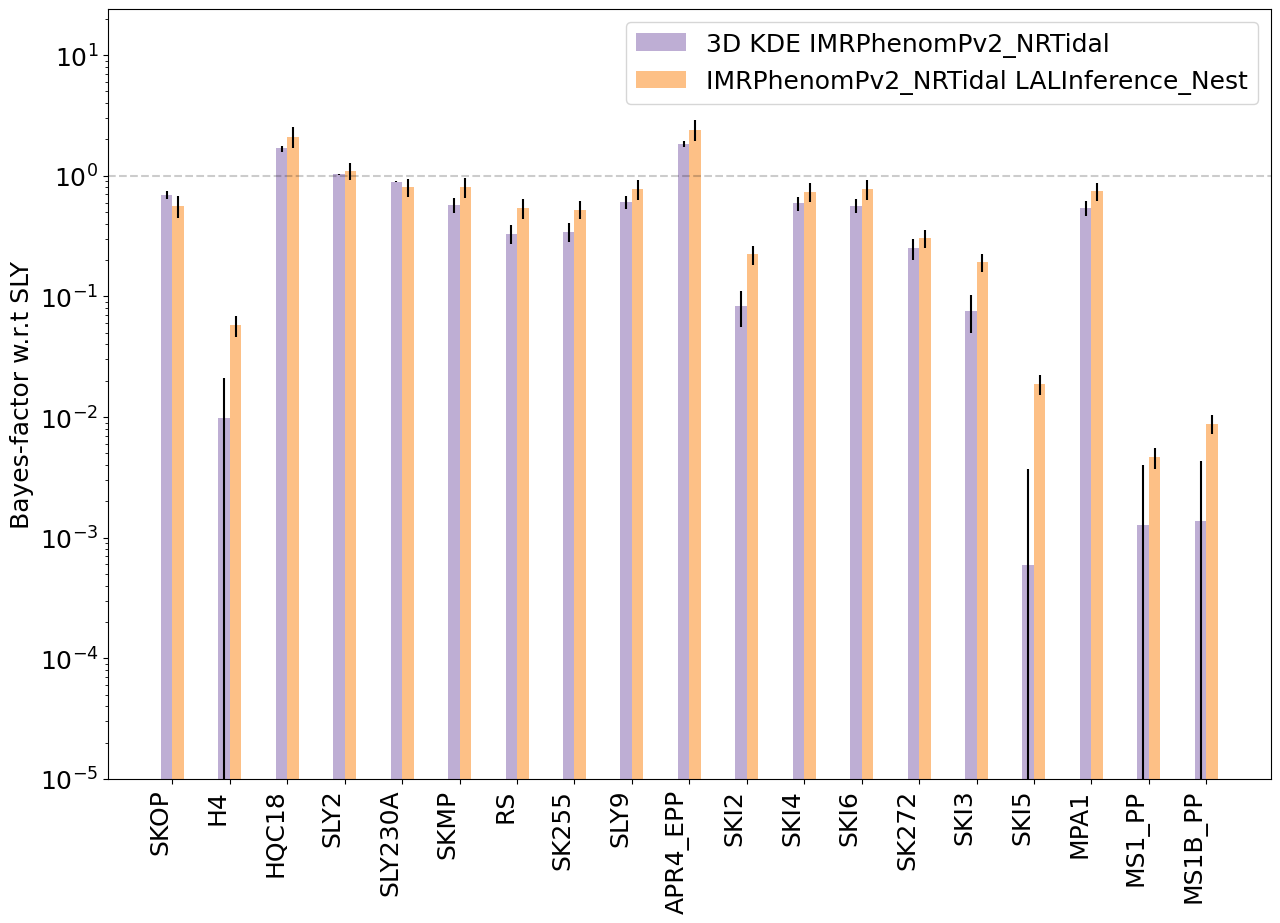 3D KDE IMRPhenomPv2_NRTidal
IMRPhenomPv2_NRTidal LALInference_Nest
Bayes-factor w.r.t SLY
10¹
10⁰
10⁻¹
10⁻²
10⁻³
10⁻⁴
10⁻⁵
SKOP
H4
HQC18
SLY2
SLY230A
SKMP
RS
SK255
SLY9
APR4_EPP
SKI2
SKI4
SKI6
SK272
SKI3
SKI5
MPA1
MS1_PP
MS1B_PP